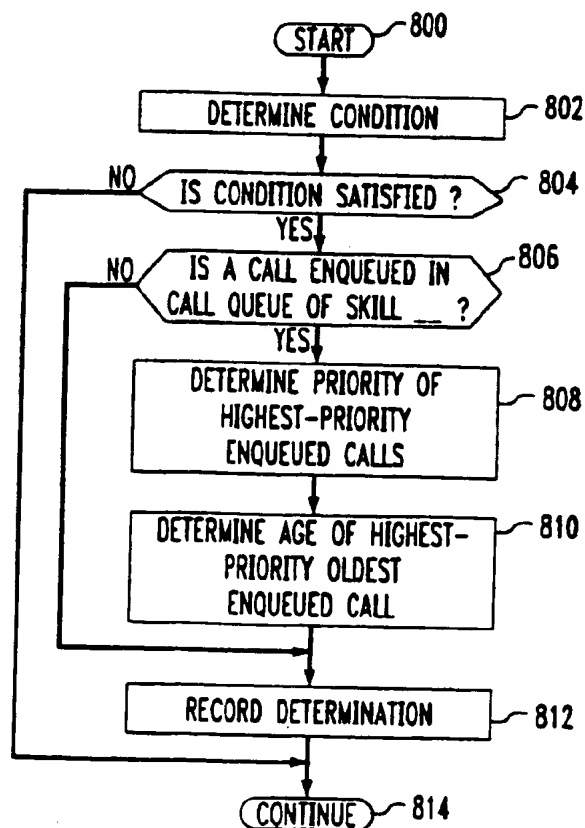 START 800
DETERMINE CONDITION 802
NO IS CONDITION SATISFIED ? 804
YES
NO IS A CALL ENQUEUED IN 806
CALL QUEUE OF SKILL __ ?
YES
DETERMINE PRIORITY OF 808
HIGHEST-PRIORITY
ENQUEUED CALLS
DETERMINE AGE OF HIGHEST- 810
PRIORITY OLDEST
ENQUEUED CALL
RECORD DETERMINATION 812
CONTINUE 814